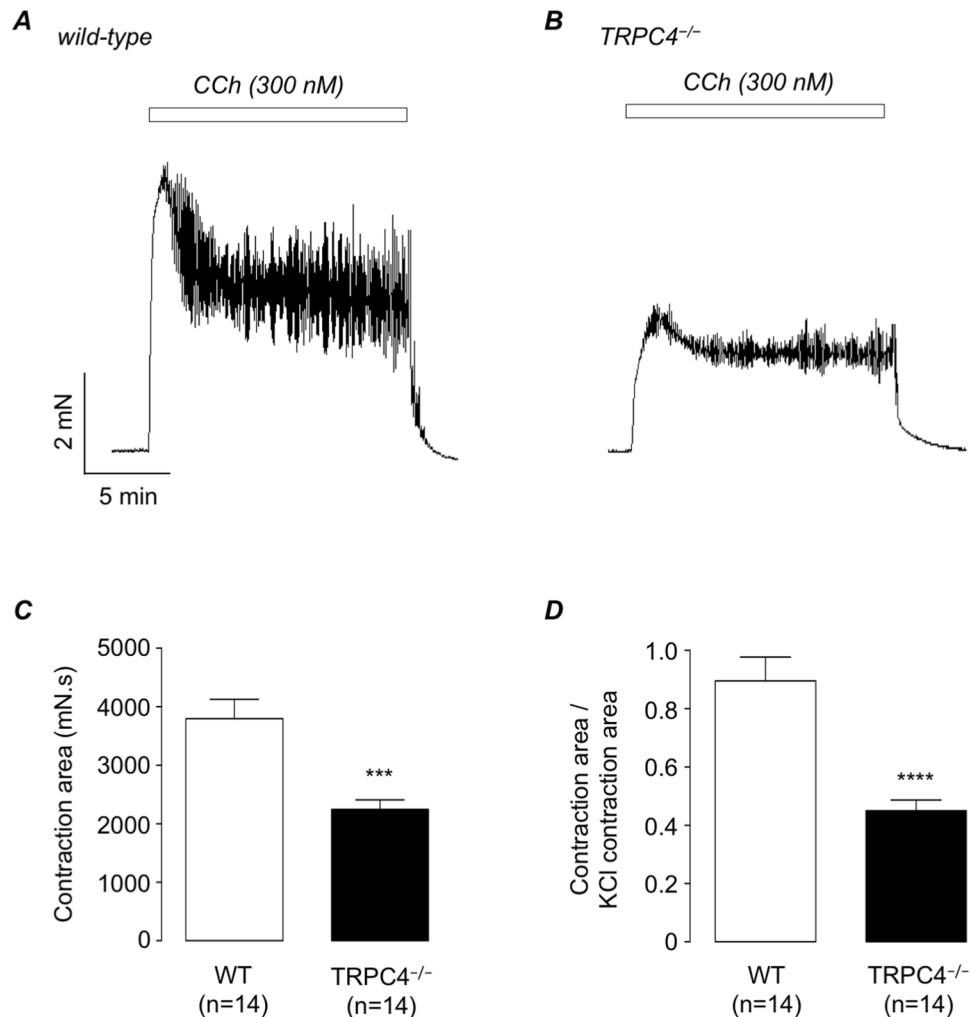 A wild-type
CCh (300 nM)
2 mN
5 min
B TRPC4⁻/⁻
CCh (300 nM)
C
Contraction area (mN.s)
5000
4000
3000
2000
1000
0
***
WT
(n=14)
TRPC4⁻/⁻
(n=14)
D
Contraction area /
KCl contraction area
1.0
0.8
0.6
0.4
0.2
0
****
WT
(n=14)
TRPC4⁻/⁻
(n=14)